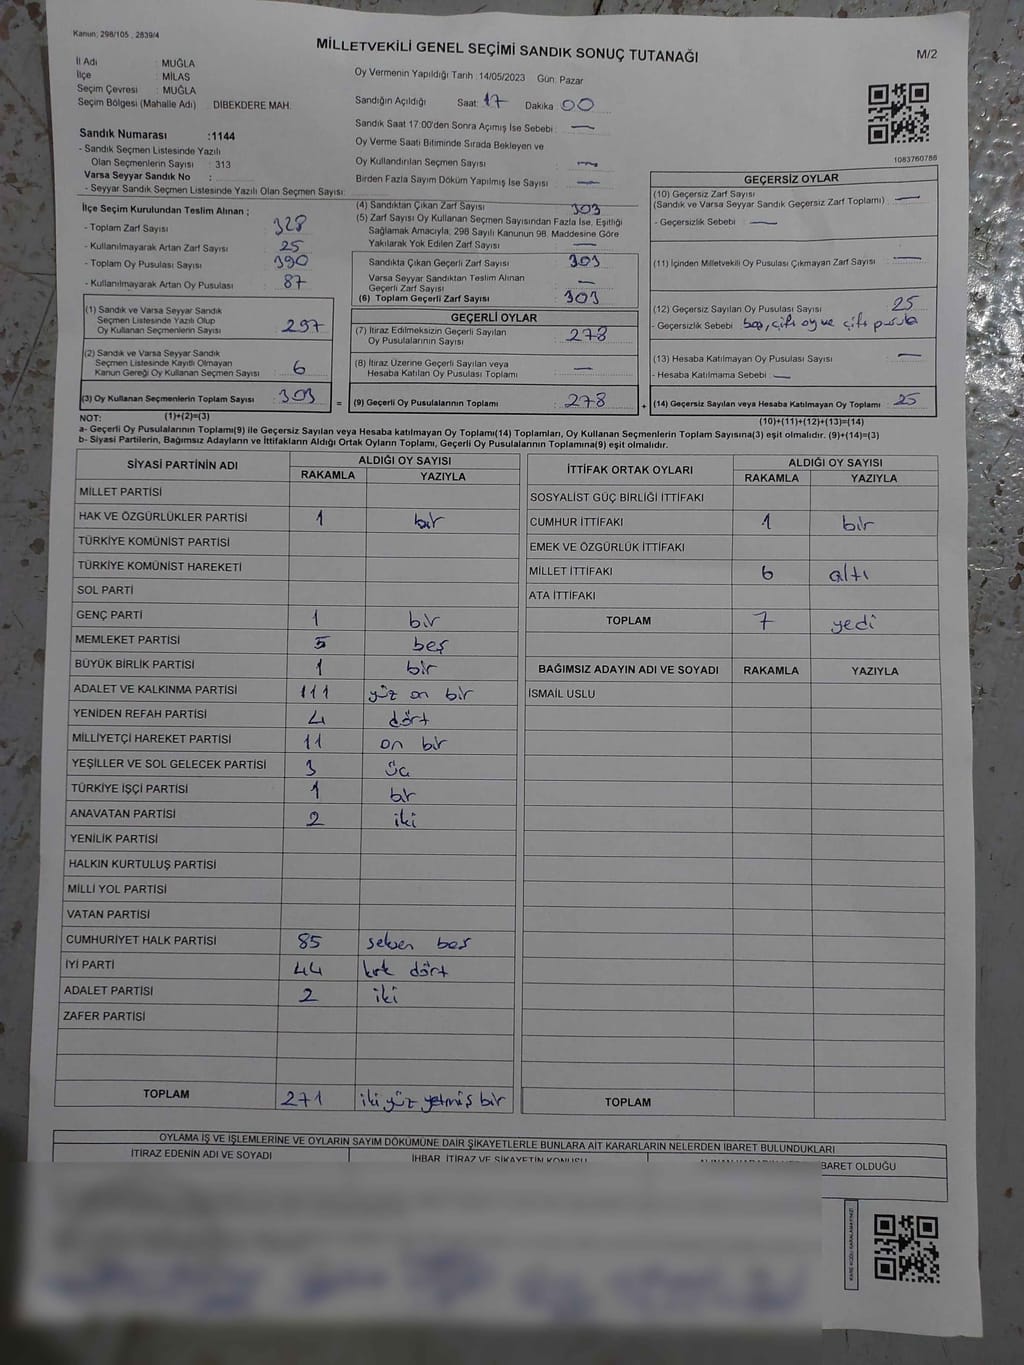 Kanun; 298/105 , 2839/4
MİLLETVEKİLİ GENEL SEÇİMİ SANDIK SONUÇ TUTANAĞI
M/2
İl Adı : MUĞLA
İlçe : MİLAS
Seçim Çevresi : MUĞLA
Seçim Bölgesi (Mahalle Adı) : DİBEKDERE MAH.
Sandık Numarası :1144
- Sandık Seçmen Listesinde Yazılı
Olan Seçmenlerin Sayısı : 313
Varsa Seyyar Sandık No :
- Seyyar Sandık Seçmen Listesinde Yazılı Olan Seçmen Sayısı:
Oy Vermenin Yapıldığı Tarih : 14/05/2023 Gün: Pazar
Sandığın Açıldığı Saat: 17 Dakika : 00
Sandık Saat 17:00'den Sonra Açımış İse Sebebi : —
Oy Verme Saati Bitiminde Sırada Bekleyen ve
Oy Kullandırılan Seçmen Sayısı : —
Birden Fazla Sayım Döküm Yapılmış İse Sayısı : —
1083760786
İlçe Seçim Kurulundan Teslim Alınan ;
- Toplam Zarf Sayısı : 328
- Kullanılmayarak Artan Zarf Sayısı : 25
- Toplam Oy Pusulası Sayısı : 390
- Kullanılmayarak Artan Oy Pusulası : 87
(1) Sandık ve Varsa Seyyar Sandık
Seçmen Listesinde Yazılı Olup
Oy Kullanan Seçmenlerin Sayısı : 297
(2) Sandık ve Varsa Seyyar Sandık
Seçmen Listesinde Kayıtlı Olmayan
Kanun Gereği Oy Kullanan Seçmen Sayısı : 6
(3) Oy Kullanan Seçmenlerin Toplam Sayısı : 303
(1)+(2)=(3)
(4) Sandıktan Çıkan Zarf Sayısı : 303
(5) Zarf Sayısı Oy Kullanan Seçmen Sayısından Fazla İse, Eşitliği
Sağlamak Amacıyla, 298 Sayılı Kanunun 98. Maddesine Göre
Yakılarak Yok Edilen Zarf Sayısı : —
Sandıkta Çıkan Geçerli Zarf Sayısı : 303
Varsa Seyyar Sandıktan Teslim Alınan
Geçerli Zarf Sayısı : —
(6) Toplam Geçerli Zarf Sayısı : 303
GEÇERLİ OYLAR
(7) İtiraz Edilmeksizin Geçerli Sayılan
Oy Pusulalarının Sayısı : 278
(8) İtiraz Üzerine Geçerli Sayılan veya
Hesaba Katılan Oy Pusulası Toplamı : —
= (9) Geçerli Oy Pusulalarının Toplamı : 278
GEÇERSİZ OYLAR
(10) Geçersiz Zarf Sayısı
(Sandık ve Varsa Seyyar Sandık Geçersiz Zarf Toplamı) : —
- Geçersizlik Sebebi : —
(11) İçinden Milletvekili Oy Pusulası Çıkmayan Zarf Sayısı : —
(12) Geçersiz Sayılan Oy Pusulası Sayısı : 25
- Geçersizlik Sebebi : boş, çift oy ve çift pusula
(13) Hesaba Katılmayan Oy Pusulası Sayısı : —
- Hesaba Katılmama Sebebi : —
+ (14) Geçersiz Sayılan veya Hesaba Katılmayan Oy Toplamı : 25
(10)+(11)+(12)+(13)=(14)
NOT:
a- Geçerli Oy Pusulalarının Toplamı(9) ile Geçersiz Sayılan veya Hesaba katılmayan Oy Toplamı(14) Toplamları, Oy Kullanan Seçmenlerin Toplam Sayısına(3) eşit olmalıdır. (9)+(14)=(3)
b- Siyasi Partilerin, Bağımsız Adayların ve İttifakların Aldığı Ortak Oyların Toplamı, Geçerli Oy Pusulalarının Toplamına(9) eşit olmalıdır.
SİYASİ PARTİNİN ADI ALDIĞI OY SAYISI
RAKAMLA YAZIYLA
MİLLET PARTİSİ
HAK VE ÖZGÜRLÜKLER PARTİSİ 1 bir
TÜRKİYE KOMÜNİST PARTİSİ
TÜRKİYE KOMÜNİST HAREKETİ
SOL PARTİ
GENÇ PARTİ 1 bir
MEMLEKET PARTİSİ 5 beş
BÜYÜK BİRLİK PARTİSİ 1 bir
ADALET VE KALKINMA PARTİSİ 111 yüz on bir
YENİDEN REFAH PARTİSİ 4 dört
MİLLİYETÇİ HAREKET PARTİSİ 11 on bir
YEŞİLLER VE SOL GELECEK PARTİSİ 3 üç
TÜRKİYE İŞÇİ PARTİSİ 1 bir
ANAVATAN PARTİSİ 2 iki
YENİLİK PARTİSİ
HALKIN KURTULUŞ PARTİSİ
MİLLİ YOL PARTİSİ
VATAN PARTİSİ
CUMHURİYET HALK PARTİSİ 85 seksen beş
İYİ PARTİ 44 kırk dört
ADALET PARTİSİ 2 iki
ZAFER PARTİSİ
TOPLAM 271 iki yüz yetmiş bir
İTTİFAK ORTAK OYLARI ALDIĞI OY SAYISI
RAKAMLA YAZIYLA
SOSYALİST GÜÇ BİRLİĞİ İTTİFAKI
CUMHUR İTTİFAKI 1 bir
EMEK VE ÖZGÜRLÜK İTTİFAKI
MİLLET İTTİFAKI 6 altı
ATA İTTİFAKI
TOPLAM 7 yedi
BAĞIMSIZ ADAYIN ADI VE SOYADI RAKAMLA YAZIYLA
İSMAİL USLU
TOPLAM
OYLAMA İŞ VE İŞLEMLERİNE VE OYLARIN SAYIM DÖKÜMÜNE DAİR ŞİKAYETLERLE BUNLARA AİT KARARLARIN NELERDEN İBARET BULUNDUKLARI
İTİRAZ EDENİN ADI VE SOYADI İHBAR, İTİRAZ VE ŞİKAYETİN KONUSU İBARET OLDUĞU
KARE KODU KARALAMAYINIZ!